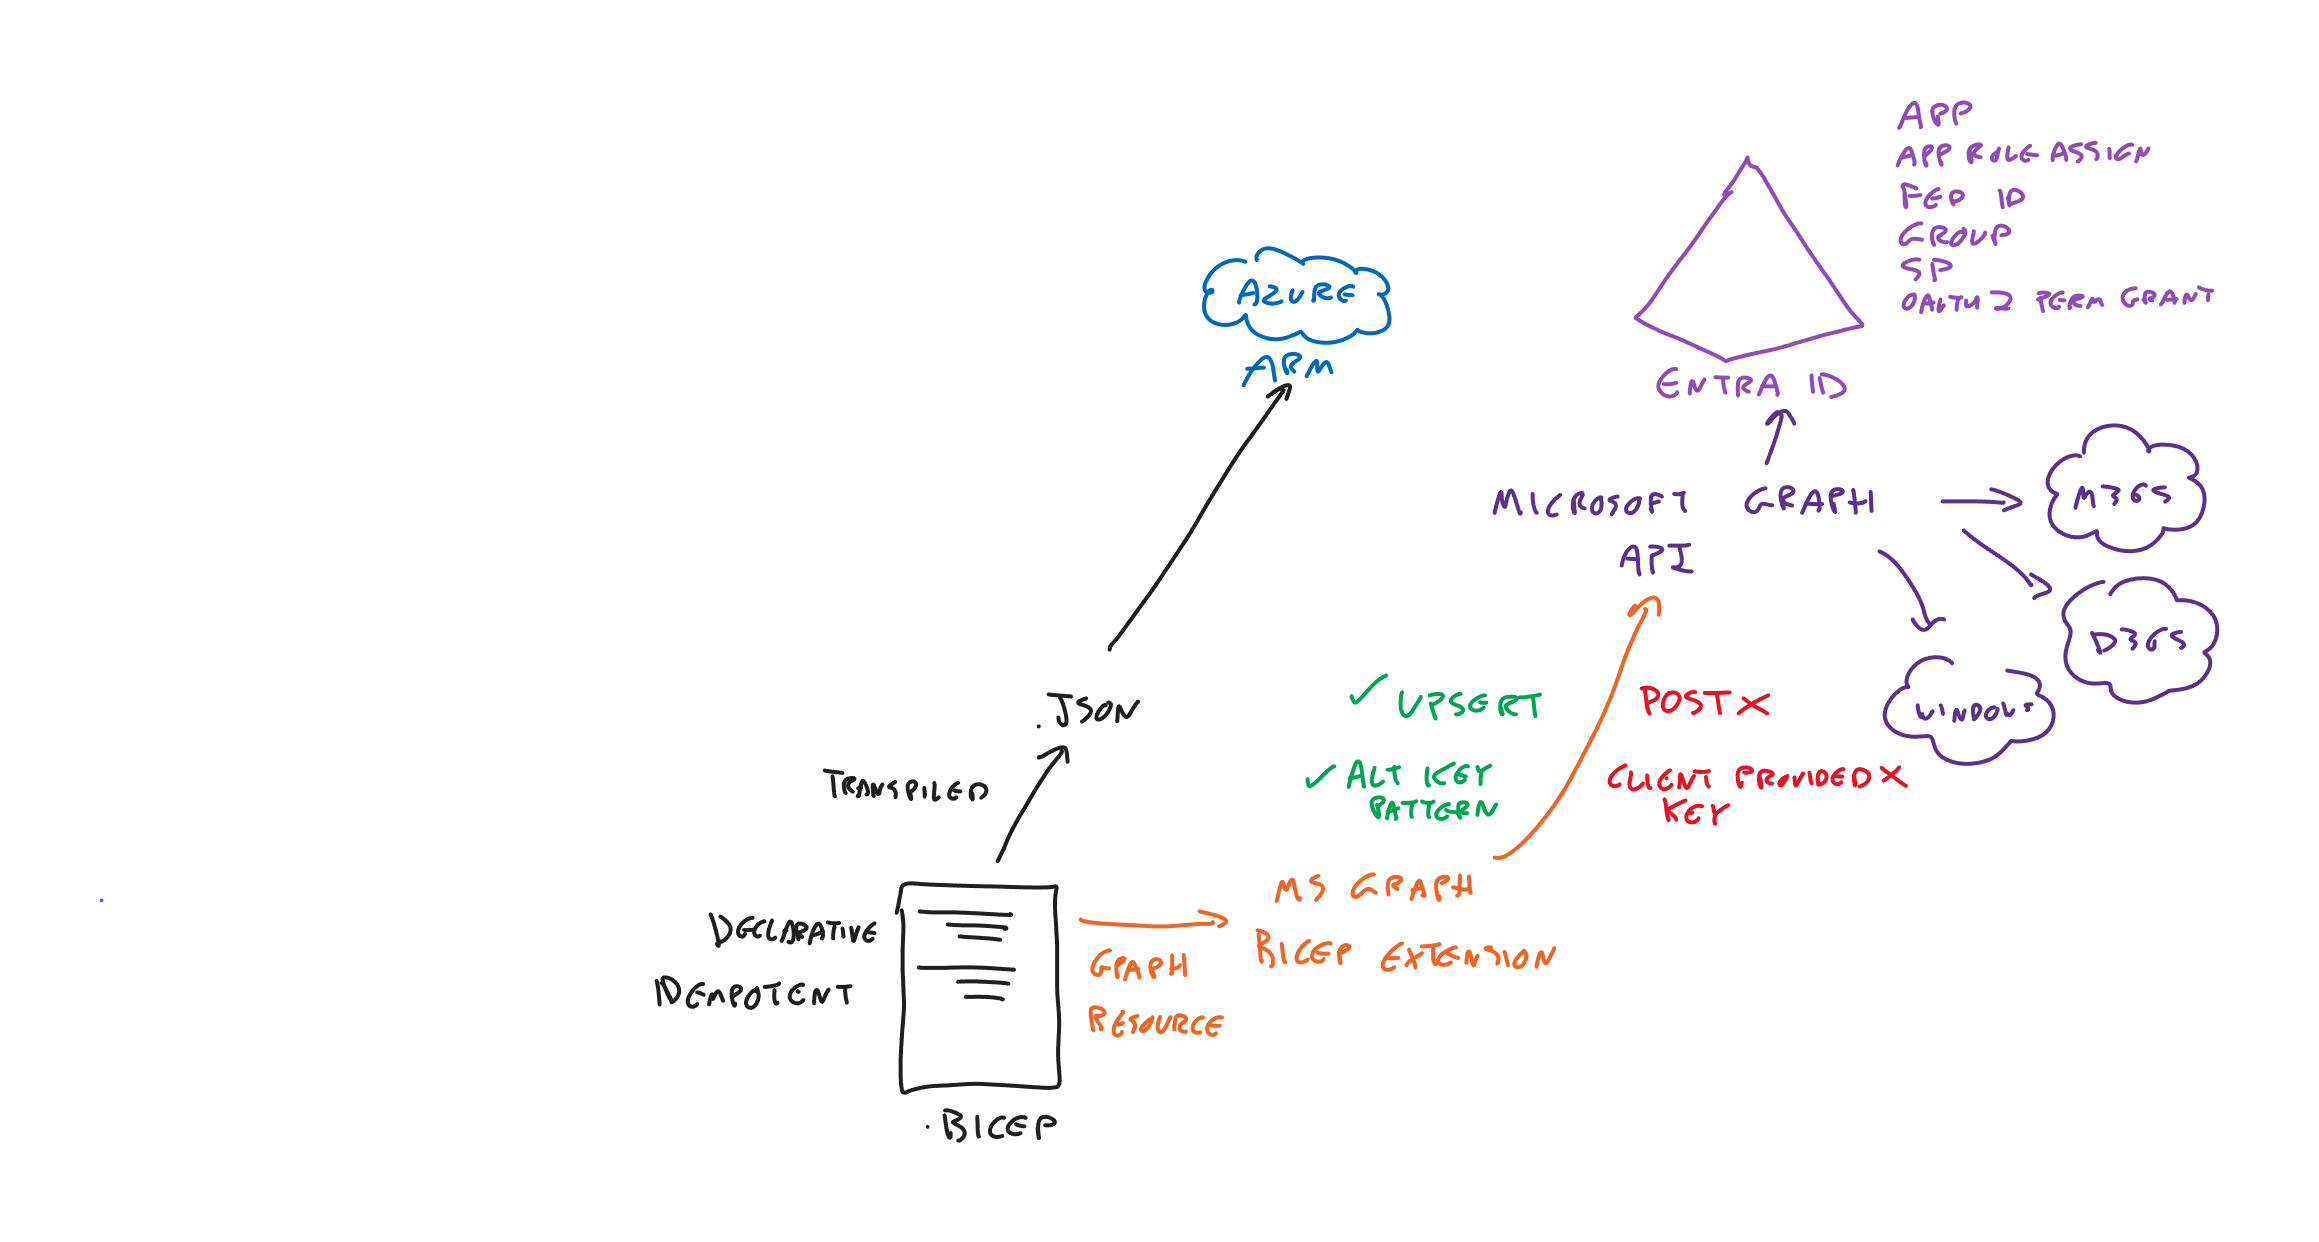 APP
APP ROLE ASSIGN
FED ID
GROUP
SP
OAUTH2 PERM GRANT
AZURE
ARM
ENTRA ID
MICROSOFT GRAPH
API
M365
D365
WINDOWS
.JSON
TRANSPILED
✓ UPSERT
POST X
✓ ALT KEY
PATTERN
CLIENT PROVIDED X
KEY
MS GRAPH
BICEP EXTENSION
DECLARATIVE
IDEMPOTENT
GRAPH
RESOURCE
.BICEP